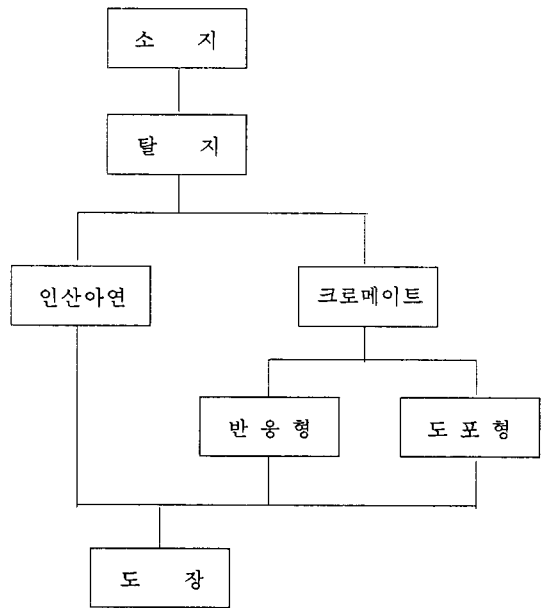 소 지
탈 지
인산아연
크로메이트
반 응 형
도 포 형
도 장